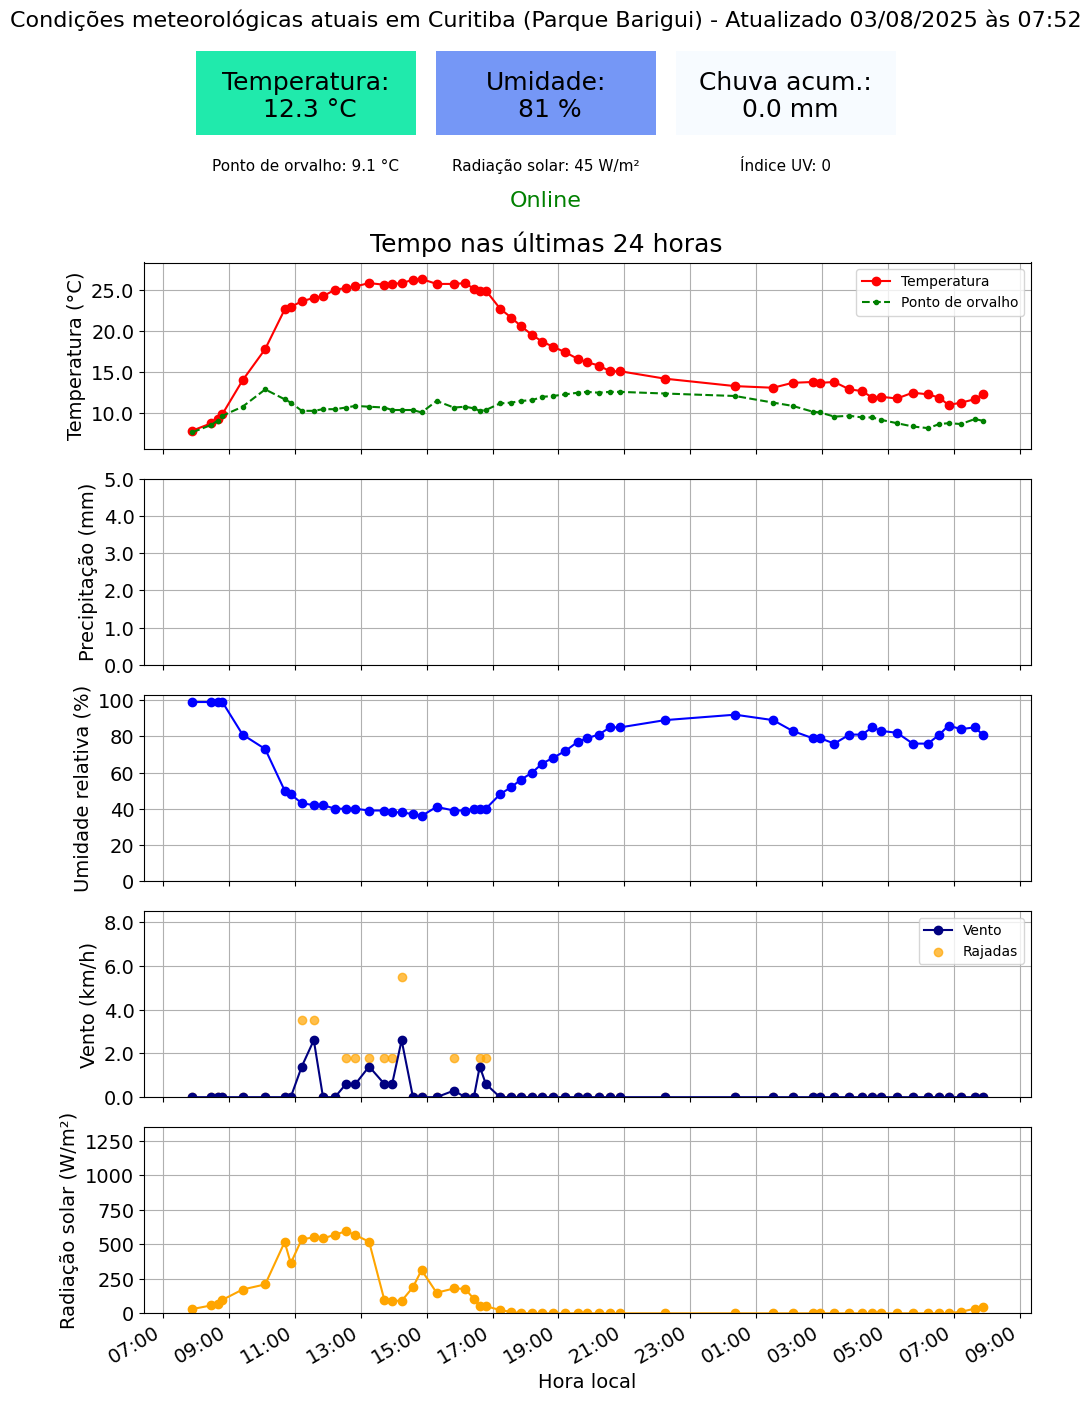 Condições meteorológicas atuais em Curitiba (Parque Barigui) - Atualizado 03/08/2025 às 07:52
Temperatura:
12.3 °C
Umidade:
81 %
Chuva acum.:
0.0 mm
Ponto de orvalho: 9.1 °C
Radiação solar: 45 W/m²
Índice UV: 0
Online
Tempo nas últimas 24 horas
Temperatura (°C)
25.0
20.0
15.0
10.0
Temperatura
Ponto de orvalho
Precipitação (mm)
5.0
4.0
3.0
2.0
1.0
0.0
Umidade relativa (%)
100
80
60
40
20
0
Vento (km/h)
8.0
6.0
4.0
2.0
0.0
Vento
Rajadas
Radiação solar (W/m²)
1250
1000
750
500
250
0
07:00
09:00
11:00
13:00
15:00
17:00
19:00
21:00
23:00
01:00
03:00
05:00
07:00
09:00
Hora local